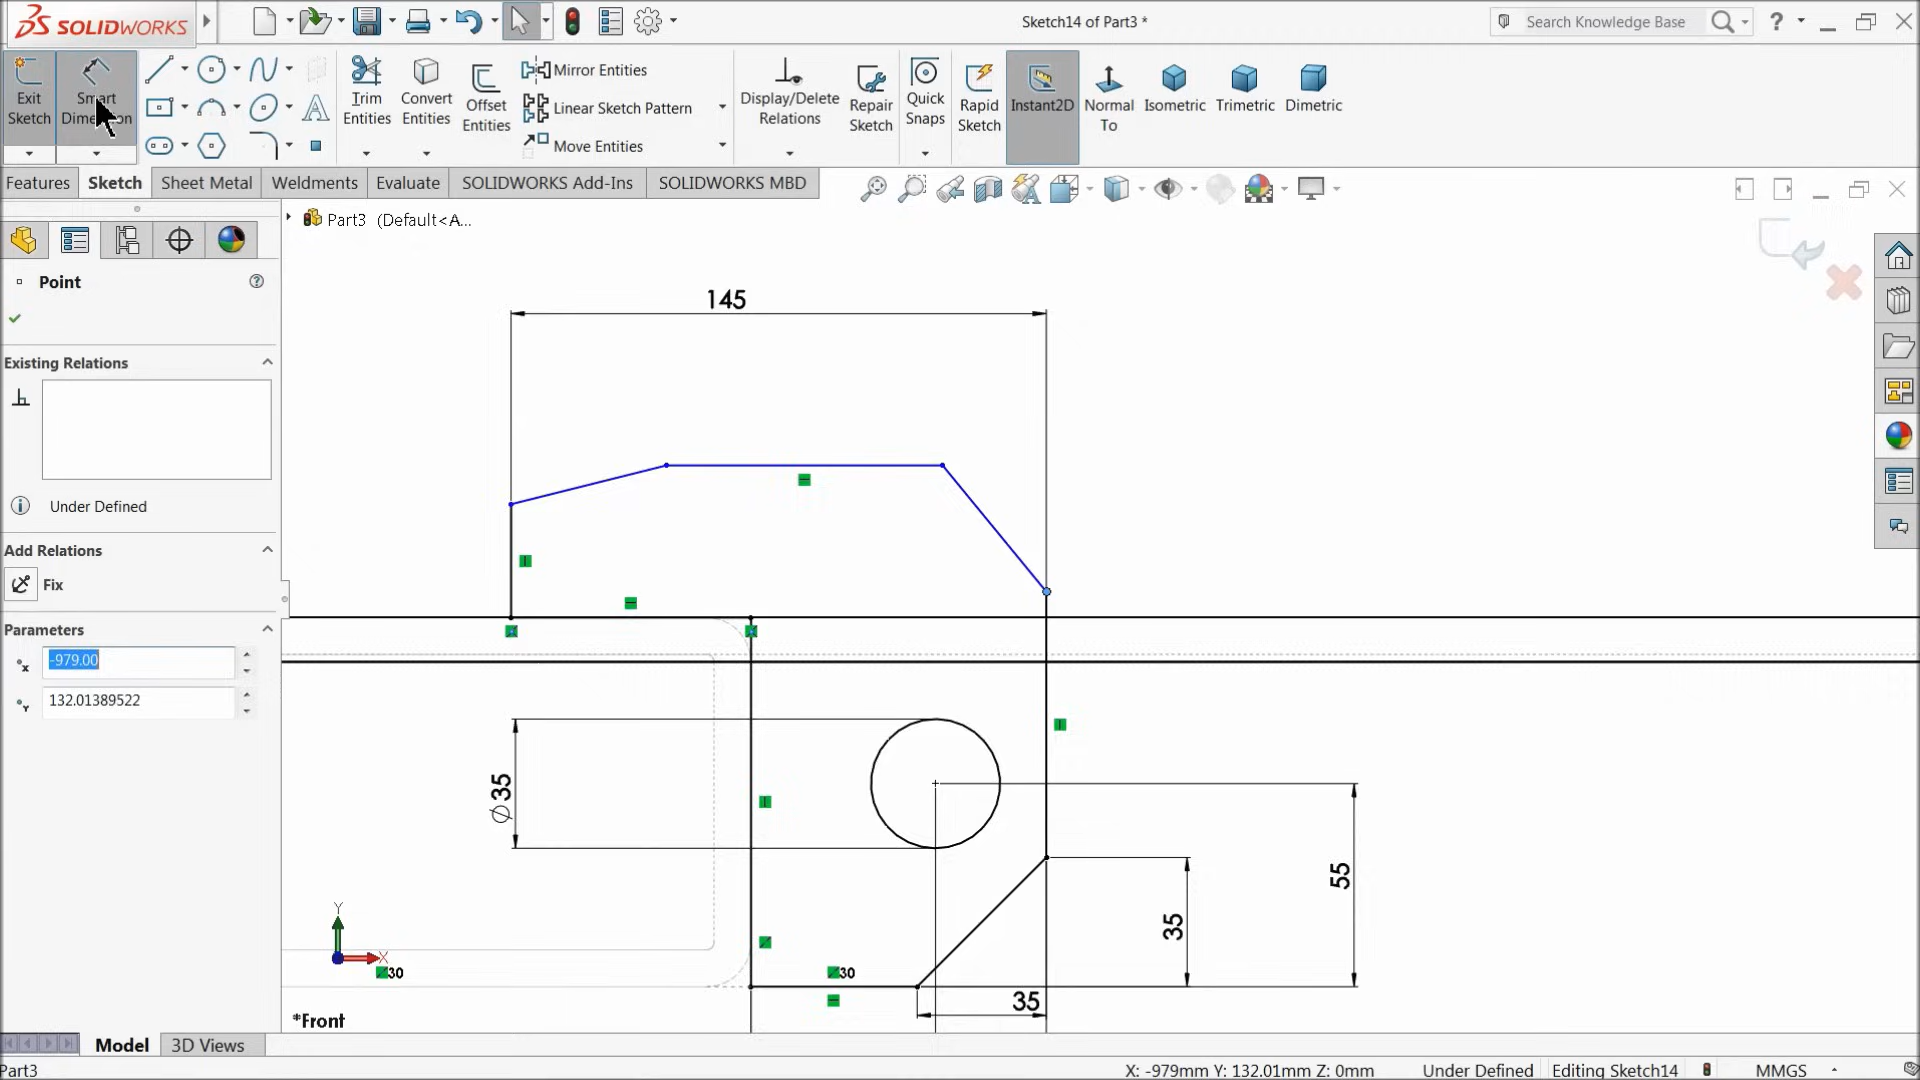 SOLIDWORKS
Sketch14 of Part3 *
Search Knowledge Base
Exit Sketch
Smart Dimension
Trim Entities
Convert Entities
Offset Entities
Mirror Entities
Linear Sketch Pattern
Move Entities
Display/Delete Relations
Repair Sketch
Quick Snaps
Rapid Sketch
Instant2D
Normal To
Isometric
Trimetric
Dimetric
Features
Sketch
Sheet Metal
Weldments
Evaluate
SOLIDWORKS Add-Ins
SOLIDWORKS MBD
Part3 (Default<A...
Point
Existing Relations
Under Defined
Add Relations
Fix
Parameters
-979.00
132.01389522
145
Ø35
55
35
35
30
30
Y
X
*Front
Model
3D Views
Part3
X: -979mm Y: 132.01mm Z: 0mm
Under Defined
Editing Sketch14
MMGS